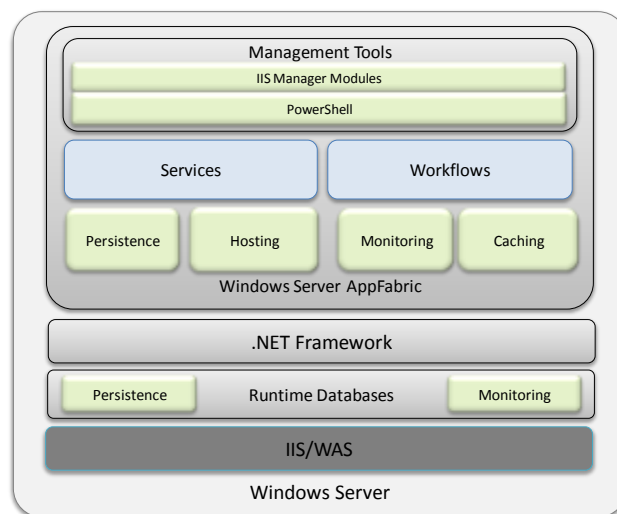 Management Tools
IIS Manager Modules
PowerShell
Services
Workflows
Persistence
Hosting
Monitoring
Caching
Windows Server AppFabric
.NET Framework
Persistence
Runtime Databases
Monitoring
IIS/WAS
Windows Server